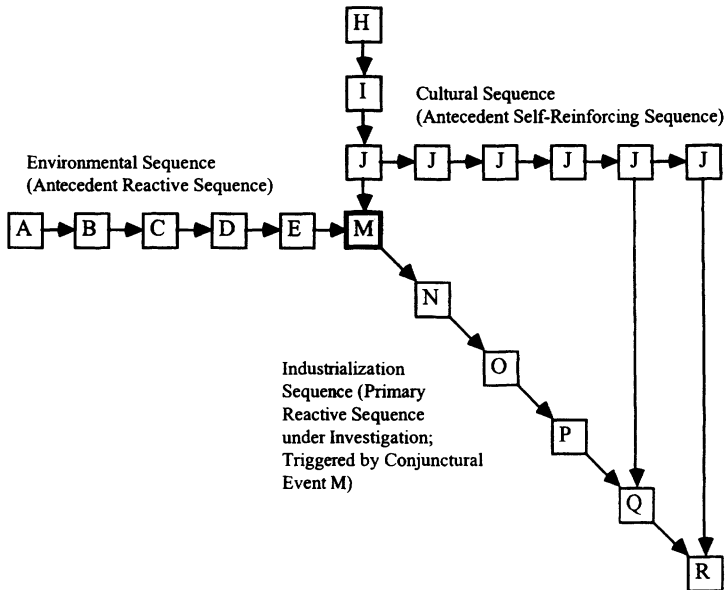 H
I
Cultural Sequence
(Antecedent Self-Reinforcing Sequence)
J J J J J J
Environmental Sequence
(Antecedent Reactive Sequence)
A B C D E M
N
O
Industrialization
Sequence (Primary
Reactive Sequence
under Investigation;
Triggered by Conjunctural
Event M)
P
Q
R